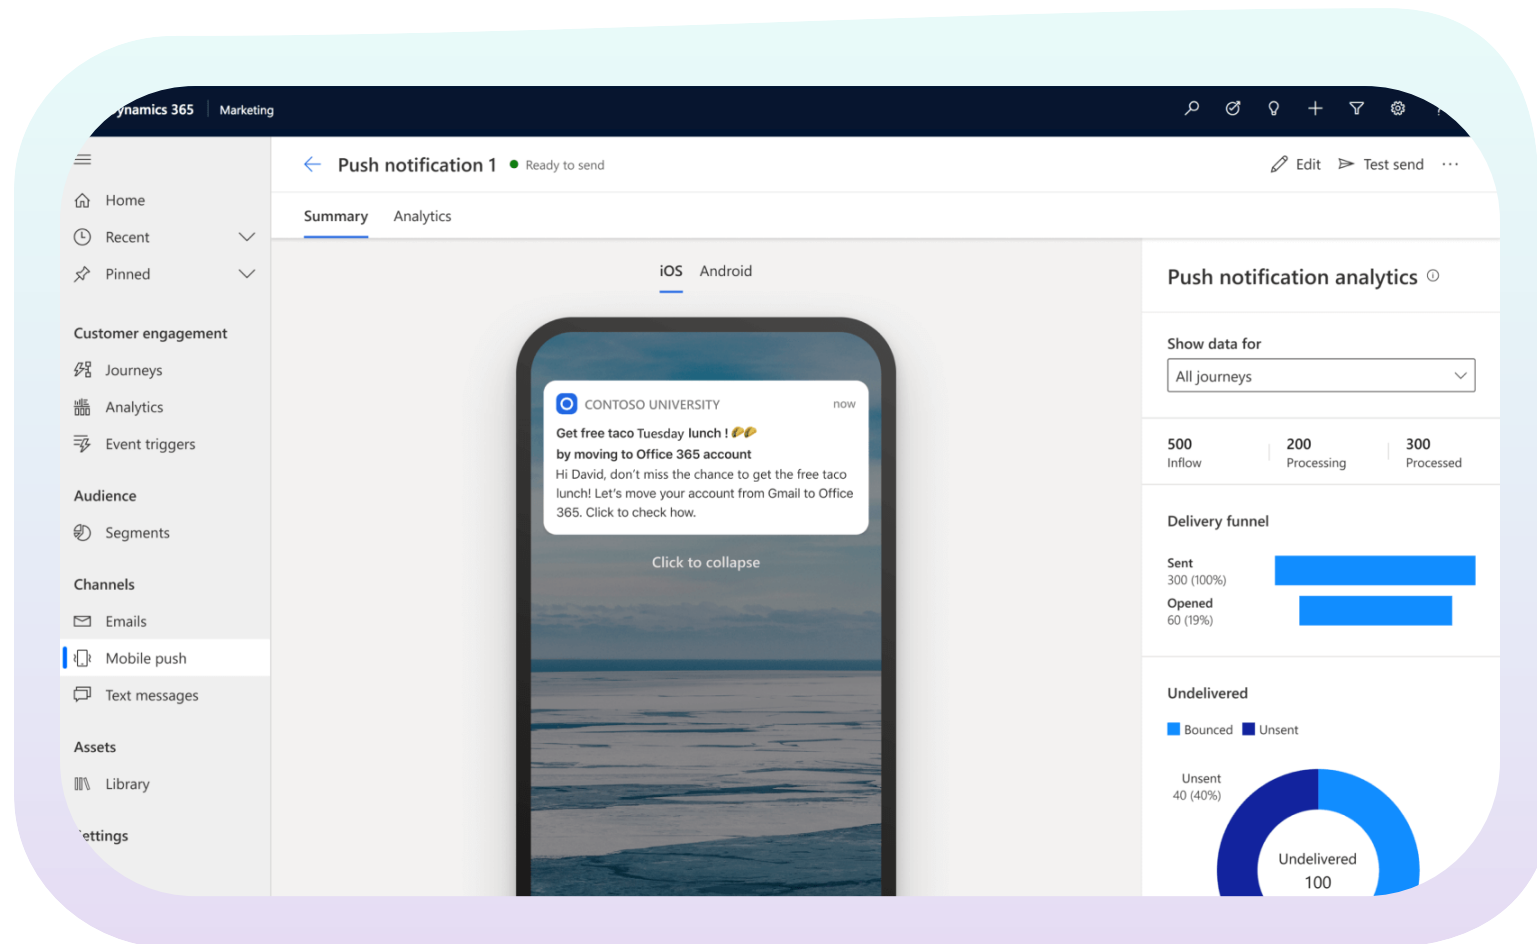 Dynamics 365 Marketing
Home
Recent
Pinned
Customer engagement
Journeys
Analytics
Event triggers
Audience
Segments
Channels
Emails
Mobile push
Text messages
Assets
Library
ettings
Push notification 1 Ready to send
Edit Test send
Summary Analytics
iOS Android
CONTOSO UNIVERSITY now
Get free taco Tuesday lunch ! 🌮🌮
by moving to Office 365 account
Hi David, don't miss the chance to get the free taco
lunch! Let's move your account from Gmail to Office
365. Click to check how.
Click to collapse
Push notification analytics
Show data for
All journeys
500 200 300
Inflow Processing Processed
Delivery funnel
Sent
300 (100%)
Opened
60 (19%)
Undelivered
Bounced Unsent
Unsent
40 (40%)
Undelivered
100